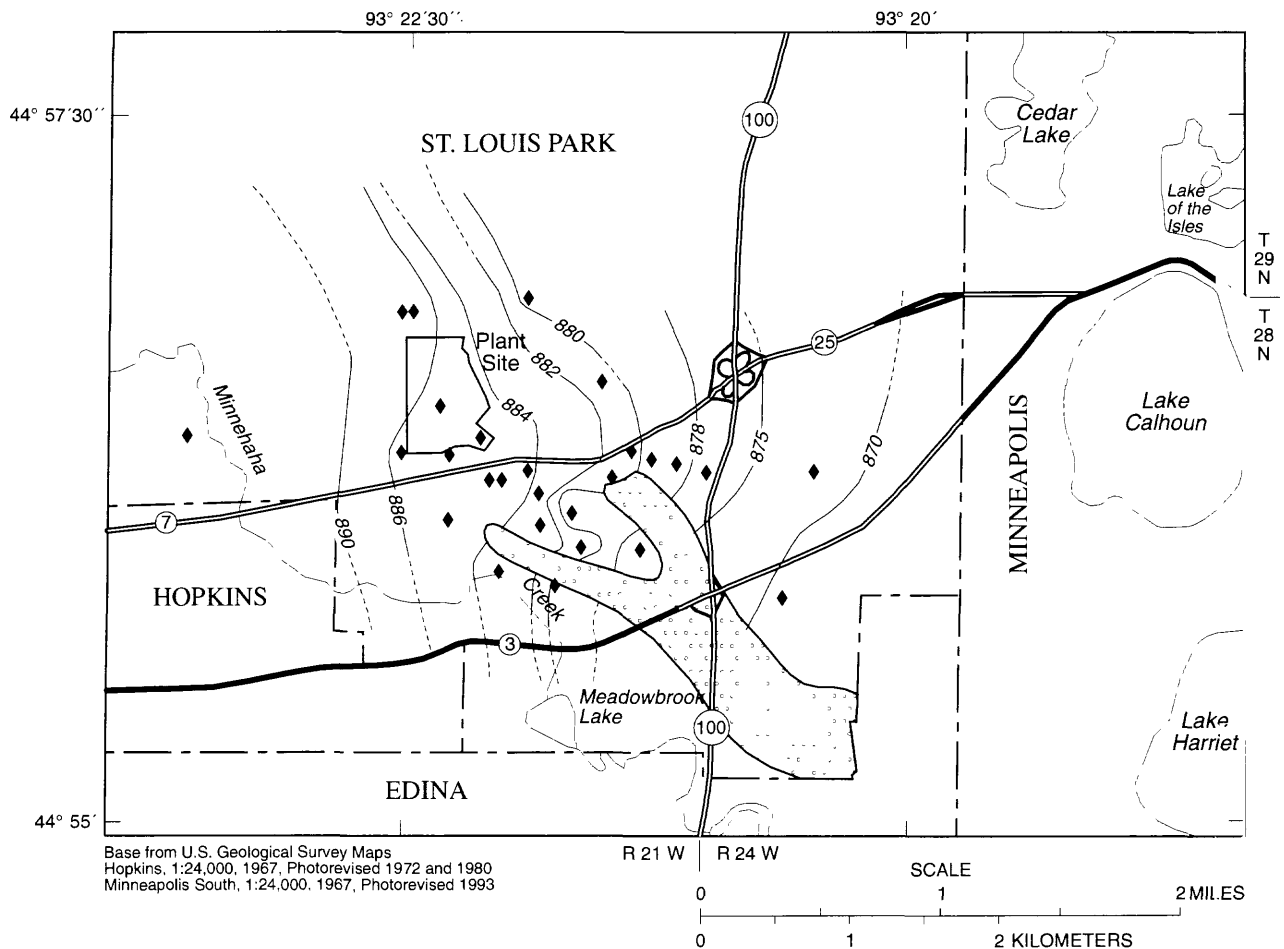 93° 22′30′′
93° 20′
44° 57′30′′
100
ST. LOUIS PARK
Cedar
Lake
Lake
of the
Isles
T
29
N
T
28
N
880
Plant
Site
882
25
Minnehaha
884
878
875
870
MINNEAPOLIS
Lake
Calhoun
7
890
886
HOPKINS
Creek
3
Meadowbrook
Lake
100
Lake
Harriet
EDINA
44° 55′
Base from U.S. Geological Survey Maps
Hopkins, 1:24,000, 1967, Photorevised 1972 and 1980
Minneapolis South, 1:24,000, 1967, Photorevised 1993
R 21 W
R 24 W
SCALE
0 1 2 MILES
0 1 2 KILOMETERS